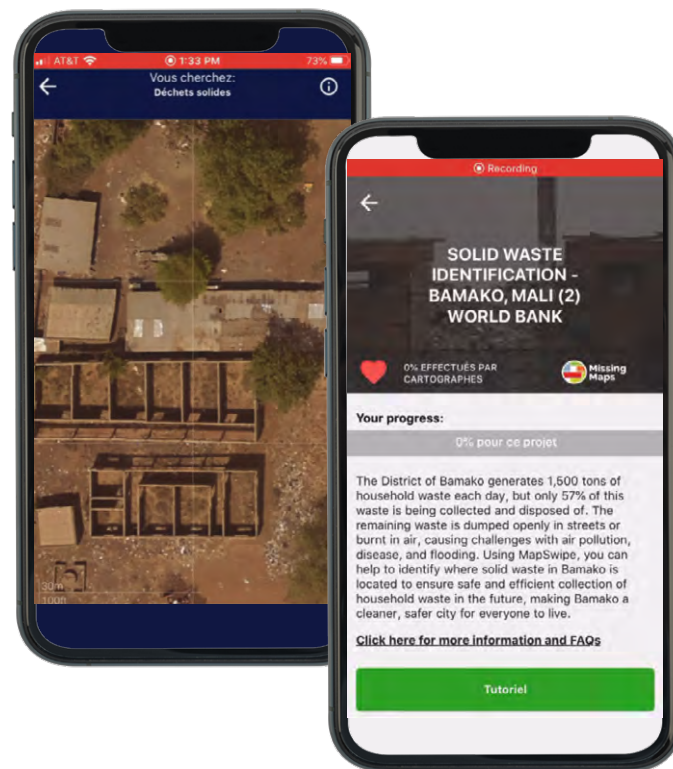 AT&T
1:33 PM
73%
Vous cherchez:
Déchets solides
30m
100ft
Recording
SOLID WASTE
IDENTIFICATION -
BAMAKO, MALI (2)
WORLD BANK
0% EFFECTUÉS PAR
CARTOGRAPHES
Missing
Maps
Your progress:
0% pour ce projet
The District of Bamako generates 1,500 tons of
household waste each day, but only 57% of this
waste is being collected and disposed of. The
remaining waste is dumped openly in streets or
burnt in air, causing challenges with air pollution,
disease, and flooding. Using MapSwipe, you can
help to identify where solid waste in Bamako is
located to ensure safe and efficient collection of
household waste in the future, making Bamako a
cleaner, safer city for everyone to live.
Click here for more information and FAQs
Tutoriel